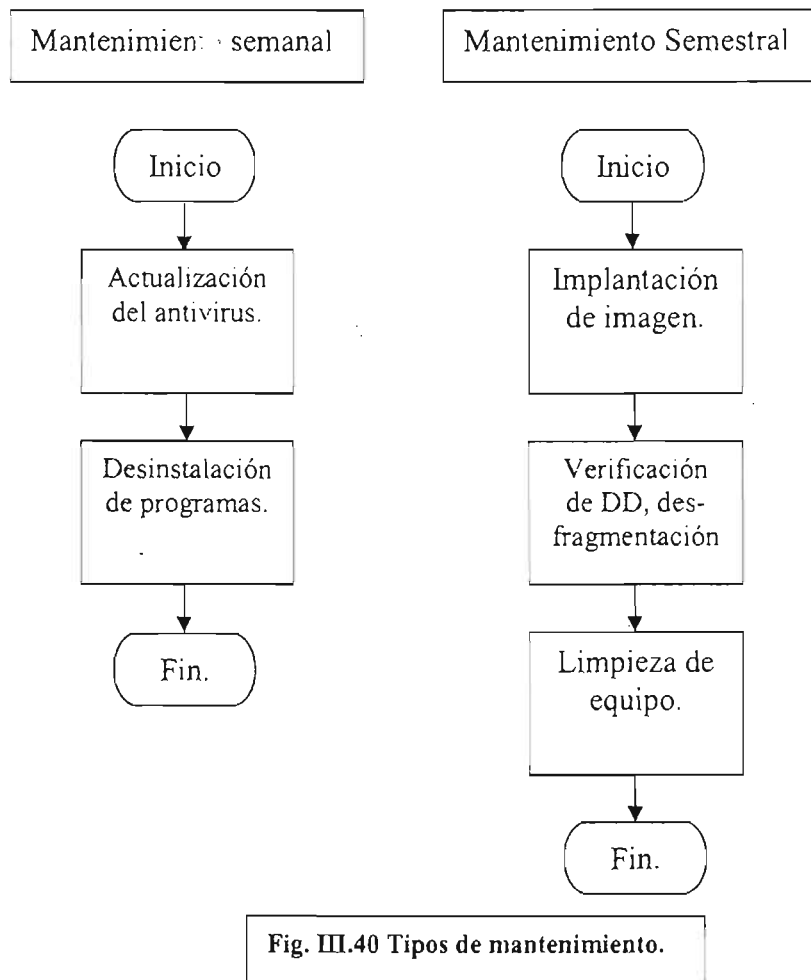 Mantenimien semanal
Inicio
Actualización
del antivirus.
Desinstalación
de programas.
Fin.
Mantenimiento Semestral
Inicio
Implantación
de imagen.
Verificación
de DD, des-
fragmentación
Limpieza de
equipo.
Fin.
Fig. III.40 Tipos de mantenimiento.